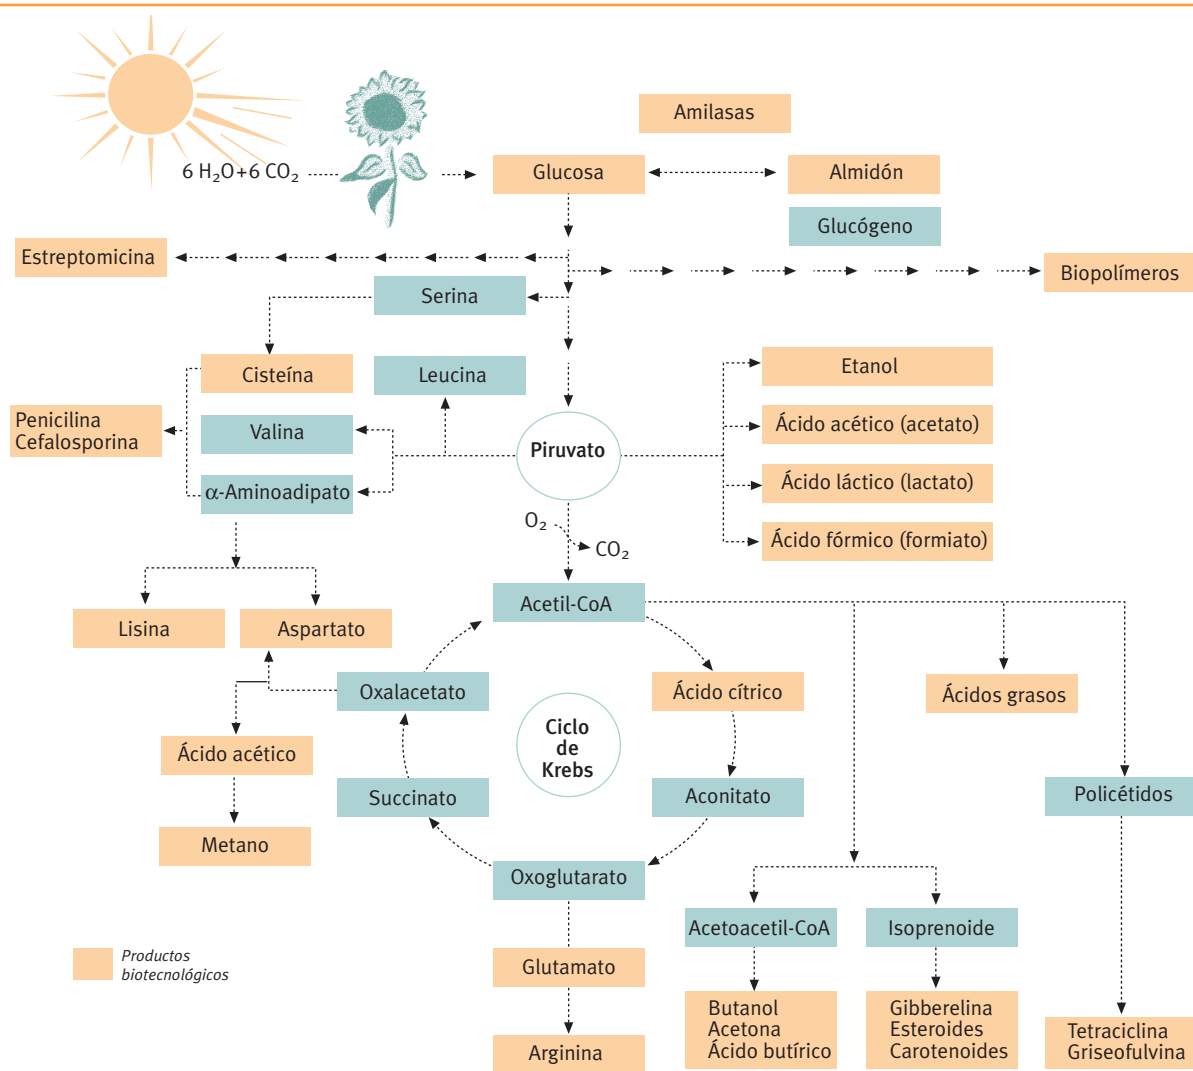 Amilasas
6 H₂O+6 CO₂
Glucosa
Almidón
Glucógeno
Estreptomicina
Biopolímeros
Serina
Cisteína
Leucina
Etanol
Penicilina
Cefalosporina
Valina
Piruvato
Ácido acético (acetato)
α-Aminoadipato
Ácido láctico (lactato)
O₂
CO₂
Ácido fórmico (formiato)
Acetil-CoA
Lisina
Aspartato
Oxalacetato
Ácido cítrico
Ácidos grasos
Ciclo
de
Krebs
Ácido acético
Succinato
Aconitato
Policétidos
Metano
Oxoglutarato
Acetoacetil-CoA
Isoprenoide
Productos
biotecnológicos
Glutamato
Butanol
Acetona
Ácido butírico
Gibberelina
Esteroides
Carotenoides
Tetraciclina
Griseofulvina
Arginina